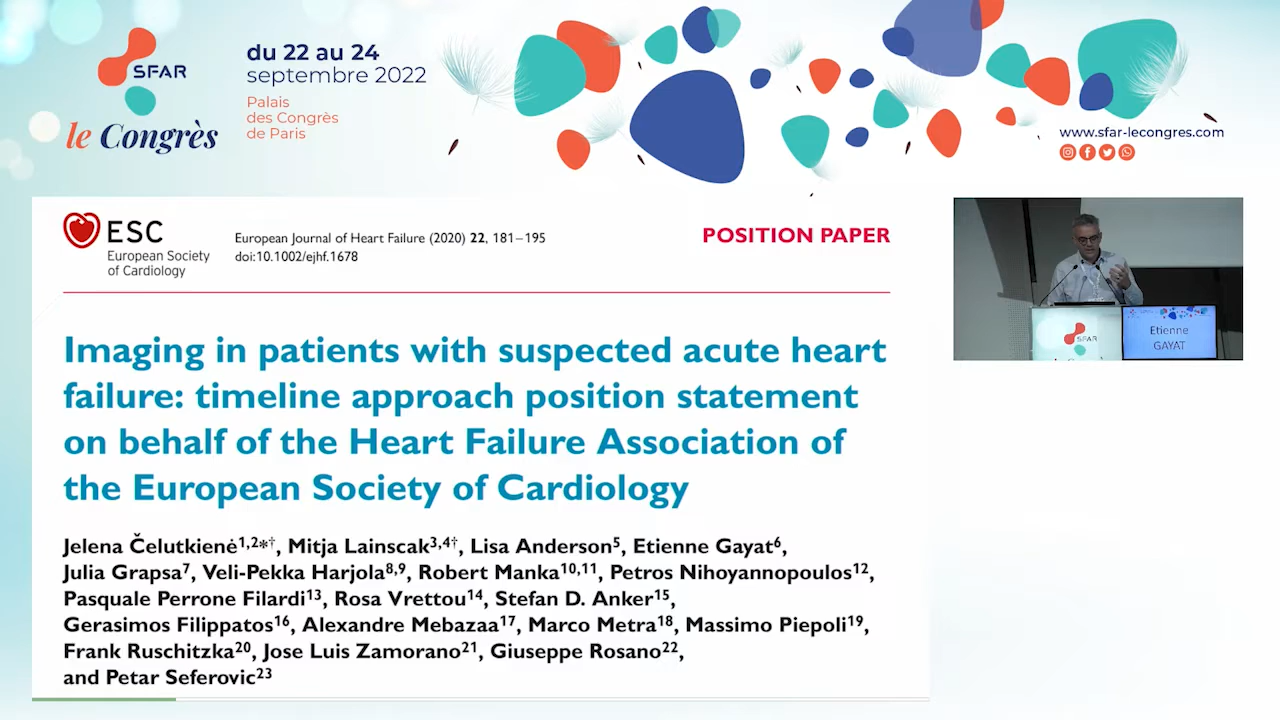 SFAR
le Congrès
du 22 au 24
septembre 2022
Palais
des Congrès
de Paris
www.sfar-lecongres.com
ESC
European Society
of Cardiology
European Journal of Heart Failure (2020) 22, 181–195
doi:10.1002/ejhf.1678
POSITION PAPER
Imaging in patients with suspected acute heart
failure: timeline approach position statement
on behalf of the Heart Failure Association of
the European Society of Cardiology
Jelena Čelutkienė1,2*†, Mitja Lainscak3,4†, Lisa Anderson5, Etienne Gayat6,
Julia Grapsa7, Veli-Pekka Harjola8,9, Robert Manka10,11, Petros Nihoyannopoulos12,
Pasquale Perrone Filardi13, Rosa Vrettou14, Stefan D. Anker15,
Gerasimos Filippatos16, Alexandre Mebazaa17, Marco Metra18, Massimo Piepoli19,
Frank Ruschitzka20, Jose Luis Zamorano21, Giuseppe Rosano22,
and Petar Seferovic23
SFAR
Etienne
GAYAT